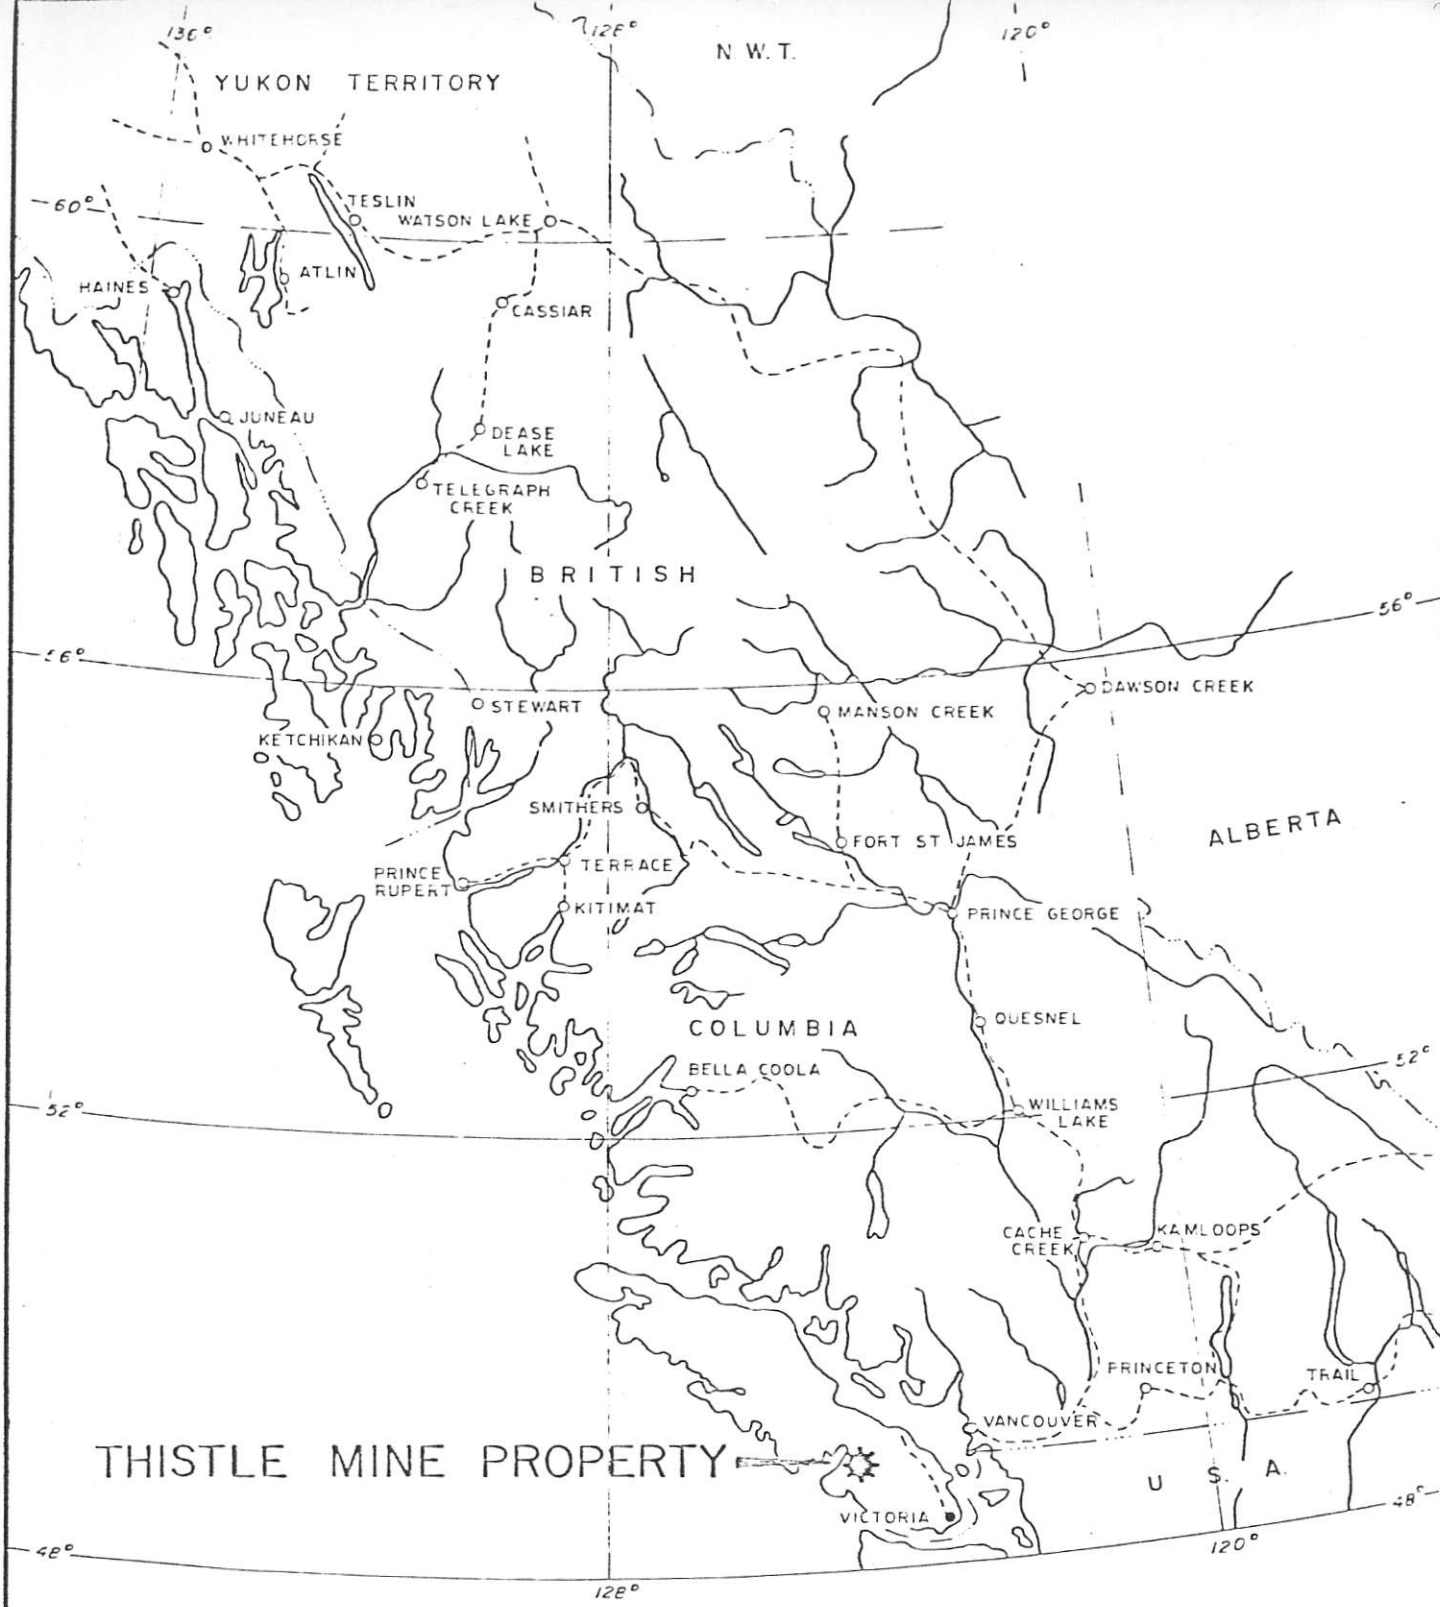 136°
128°
120°
N.W.T.
YUKON TERRITORY
WHITEHORSE
60°
TESLIN
WATSON LAKE
ATLIN
HAINES
CASSIAR
JUNEAU
DEASE
LAKE
TELEGRAPH
CREEK
BRITISH
56°
56°
DAWSON CREEK
STEWART
MANSON CREEK
KETCHIKAN
SMITHERS
ALBERTA
FORT ST JAMES
TERRACE
PRINCE
RUPERT
KITIMAT
PRINCE GEORGE
QUESNEL
COLUMBIA
52°
BELLA COOLA
52°
WILLIAMS
LAKE
CACHE
CREEK
KAMLOOPS
PRINCETON
TRAIL
VANCOUVER
THISTLE MINE PROPERTY
U.S.A.
48°
VICTORIA
48°
120°
128°